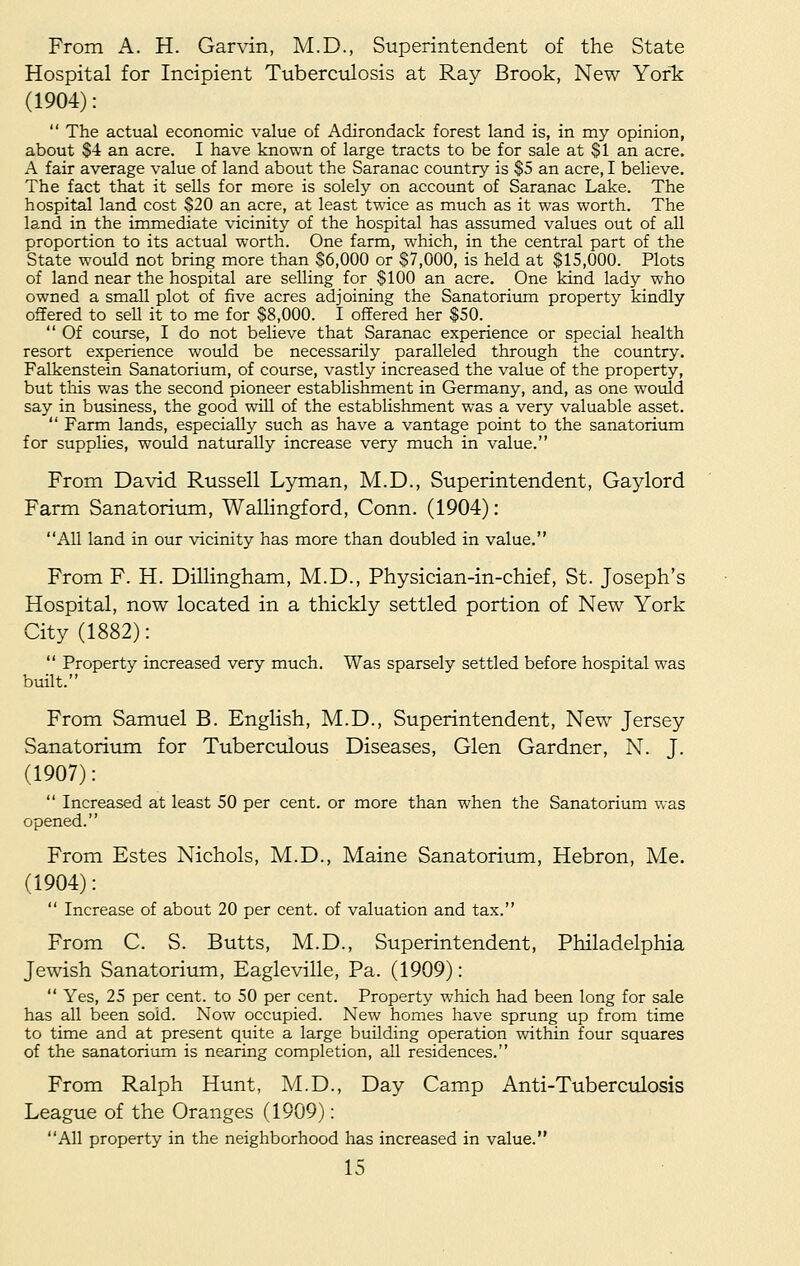 From A. H. Garvin, M.D., Superintendent of the State
Hospital for Incipient Tuberculosis at Ray Brook, New York
(1904):
" The actual economic value of Adirondack forest land is, in my opinion,
about $4 an acre. I have known of large tracts to be for sale at $1 an acre.
A fair average value of land about the Saranac country is $5 an acre, I believe.
The fact that it sells for more is solely on account of Saranac Lake. The
hospital land cost $20 an acre, at least twice as much as it was worth. The
land in the immediate vicinity of the hospital has assumed values out of all
proportion to its actual worth. One farm, which, in the central part of the
State would not bring more than $6,000 or $7,000, is held at $15,000. Plots
of land near the hospital are selling for $100 an acre. One kind lady who
owned a small plot of five acres adjoining the Sanatorium property kindly
offered to sell it to me for $8,000. I offered her $50.
" Of course, I do not believe that Saranac experience or special health
resort experience would be necessarily paralleled through the country.
Falkenstein Sanatorium, of course, vastly increased the value of the property,
but this was the second pioneer establishment in Germany, and, as one would
say in business, the good will of the establishment was a very valuable asset.
" Farm lands, especially such as have a vantage point to the sanatorium
for supplies, would naturally increase very much in value."
From David Russell Lyman, M.D., Superintendent, Gaylord
Farm Sanatorium, Wallingford, Conn. (1904):
"All land in our vicinity has more than doubled in value."
From F. H. Dillingham, M.D., Physician-in-chief, St. Joseph's
Hospital, now located in a thickly settled portion of New York
City (1882):
" Property increased very much. Was sparsely settled before hospital was
built."
From Samuel B. English, M.D., Superintendent, New Jersey
Sanatorium for Tuberculous Diseases, Glen Gardner, N. J.
(1907):
" Increased at least 50 per cent. or more than when the Sanatorium was
opened."
From Estes Nichols, M.D., Maine Sanatorium, Hebron, Me.
(1904):
" Increase of about 20 per cent. of valuation and tax."
From C. S. Butts, M.D., Superintendent, Philadelphia
Jewish Sanatorium, Eagleville, Pa. (1909):
" Yes, 25 per cent. to 50 per cent. Property which had been long for sale
has all been sold. Now occupied. New homes have sprung up from time
to time and at present quite a large building operation within four squares
of the sanatorium is nearing completion, all residences."
From Ralph Hunt, M.D., Day Camp Anti-Tuberculosis
League of the Oranges (1909):
"All property in the neighborhood has increased in value."
15